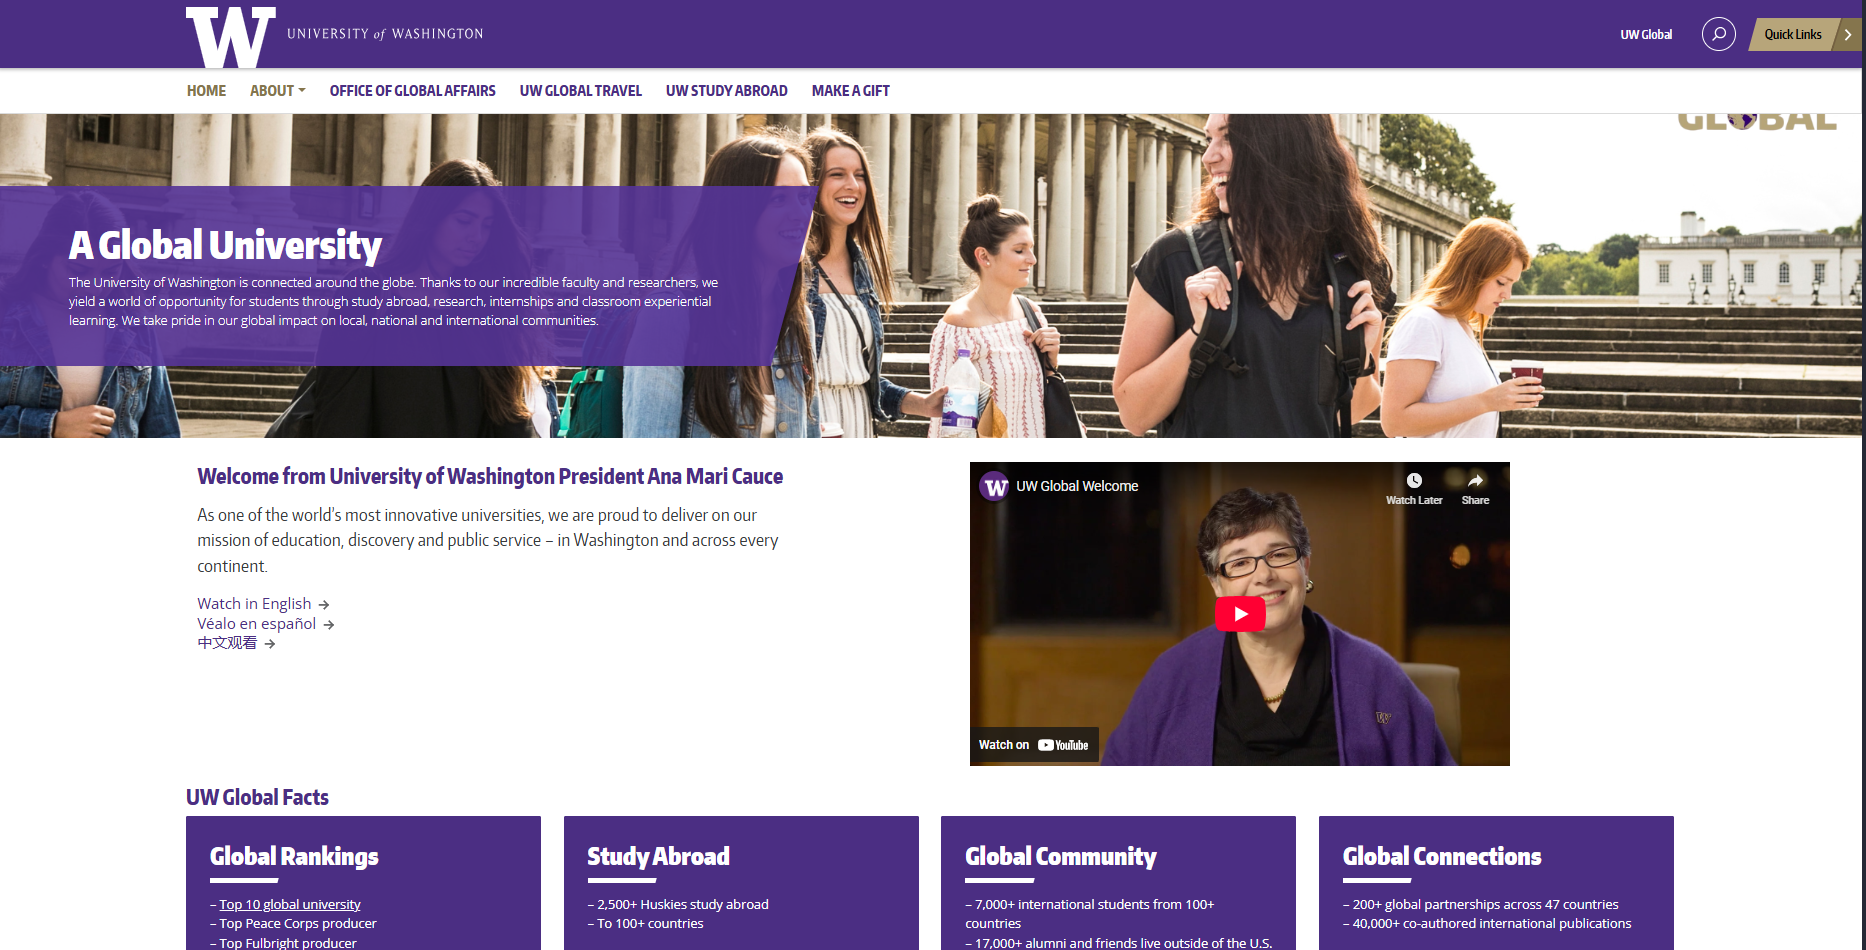 W UNIVERSITY of WASHINGTON
UW Global
Quick Links
HOME ABOUT OFFICE OF GLOBAL AFFAIRS UW GLOBAL TRAVEL UW STUDY ABROAD MAKE A GIFT
GLOBAL
A Global University
The University of Washington is connected around the globe. Thanks to our incredible faculty and researchers, we
yield a world of opportunity for students through study abroad, research, internships and classroom experiential
learning. We take pride in our global impact on local, national and international communities.
Welcome from University of Washington President Ana Mari Cauce
As one of the world's most innovative universities, we are proud to deliver on our
mission of education, discovery and public service – in Washington and across every
continent.
Watch in English →
Véalo en español →
中文观看 →
W UW Global Welcome
Watch Later
Share
W
Watch on YouTube
UW Global Facts
Global Rankings
– Top 10 global university
– Top Peace Corps producer
– Top Fulbright producer
Study Abroad
– 2,500+ Huskies study abroad
– To 100+ countries
Global Community
– 7,000+ international students from 100+
countries
– 17,000+ alumni and friends live outside of the U.S.
Global Connections
– 200+ global partnerships across 47 countries
– 40,000+ co-authored international publications